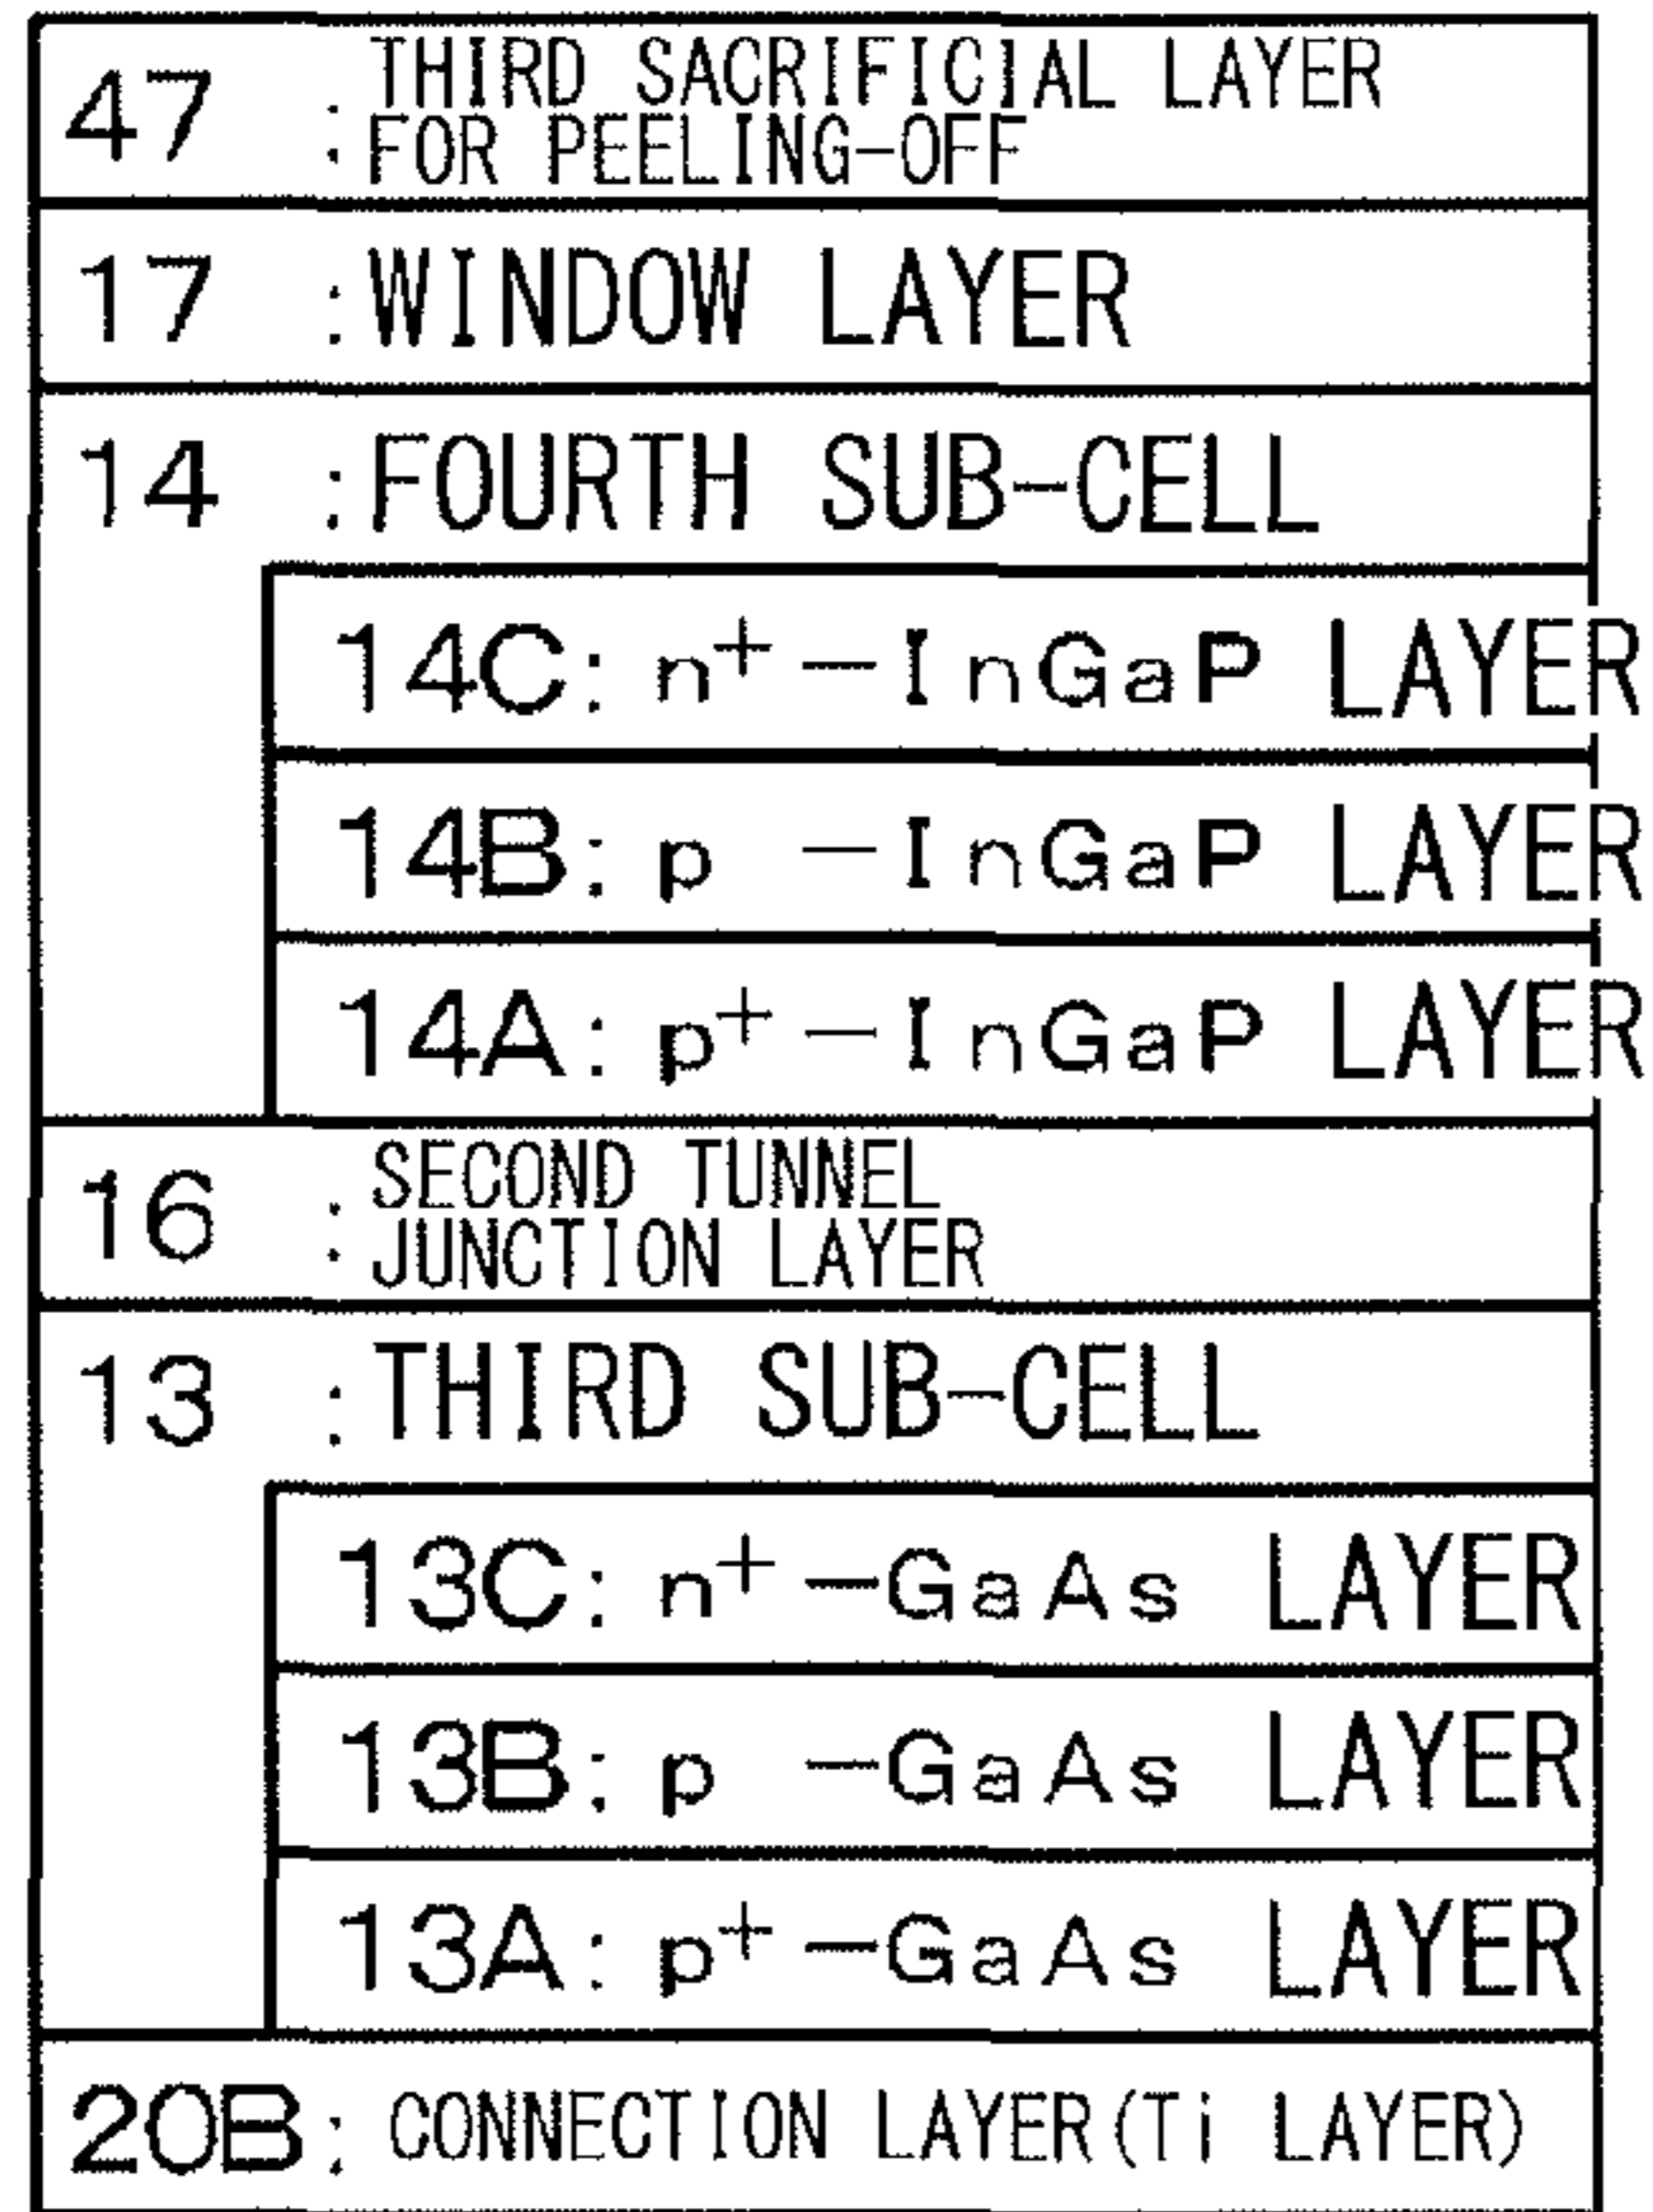 47 : THIRD SACRIFICIAL LAYER
FOR PEELING-OFF
17 : WINDOW LAYER
14 : FOURTH SUB-CELL
14C: n⁺-InGaP LAYER
14B: p -InGaP LAYER
14A: p⁺-InGaP LAYER
16 : SECOND TUNNEL
JUNCTION LAYER
13 : THIRD SUB-CELL
13C: n⁺-GaAs LAYER
13B: p -GaAs LAYER
13A: p⁺-GaAs LAYER
20B: CONNECTION LAYER(Ti LAYER)